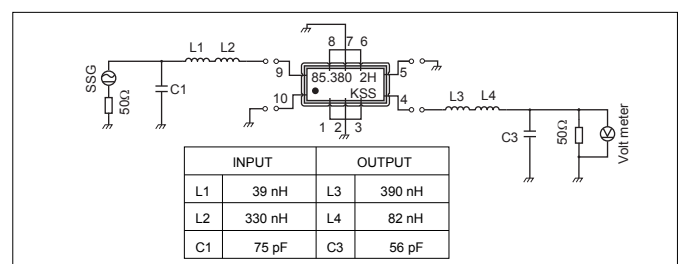 8 7 6
L1 L2
9 5
SSG
50Ω
C1
85.380 2H
KSS
10 4
L3 L4
1 2 3
C3
50Ω
Volt meter
INPUT OUTPUT
L1 39 nH L3 390 nH
L2 330 nH L4 82 nH
C1 75 pF C3 56 pF